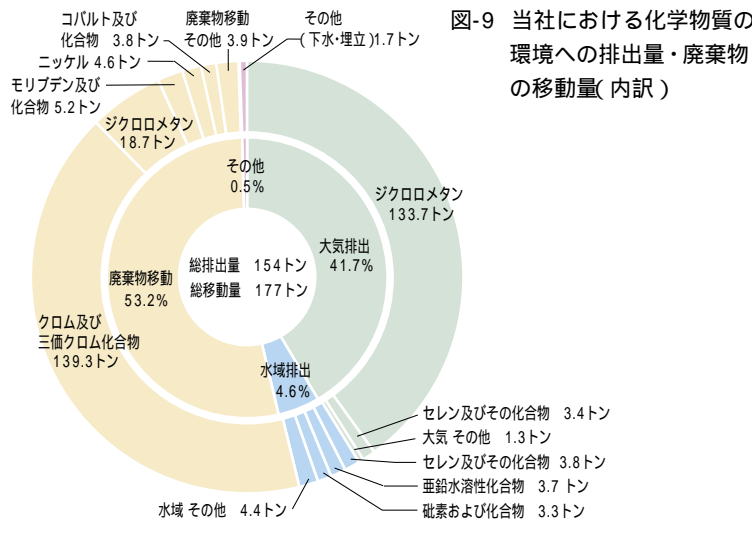 図-9 当社における化学物質の
環境への排出量・廃棄物
の移動量(内訳)
コバルト及び
化合物 3.8トン
廃棄物移動
その他 3.9トン
その他
(下水・埋立)1.7トン
ニッケル 4.6トン
モリブデン及び
化合物 5.2トン
ジクロロメタン
18.7トン
その他
0.5%
ジクロロメタン
133.7トン
大気排出
41.7%
総排出量 154トン
総移動量 177トン
廃棄物移動
53.2%
クロム及び
三価クロム化合物
139.3トン
水域排出
4.6%
セレン及びその化合物 3.4トン
大気 その他 1.3トン
セレン及びその化合物 3.8トン
亜鉛水溶性化合物 3.7 トン
砒素および化合物 3.3トン
水域 その他 4.4トン